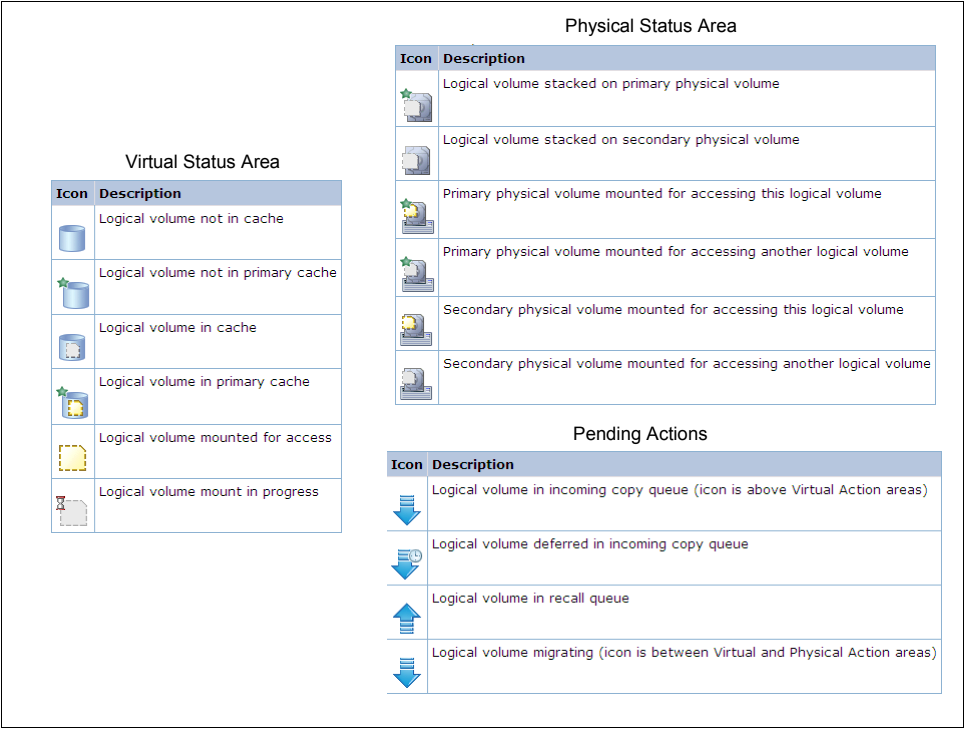 Physical Status Area
Icon Description
Logical volume stacked on primary physical volume
Logical volume stacked on secondary physical volume
Primary physical volume mounted for accessing this logical volume
Primary physical volume mounted for accessing another logical volume
Secondary physical volume mounted for accessing this logical volume
Secondary physical volume mounted for accessing another logical volume
Virtual Status Area
Icon Description
Logical volume not in cache
Logical volume not in primary cache
Logical volume in cache
Logical volume in primary cache
Logical volume mounted for access
Logical volume mount in progress
Pending Actions
Icon Description
Logical volume in incoming copy queue (icon is above Virtual Action areas)
Logical volume deferred in incoming copy queue
Logical volume in recall queue
Logical volume migrating (icon is between Virtual and Physical Action areas)